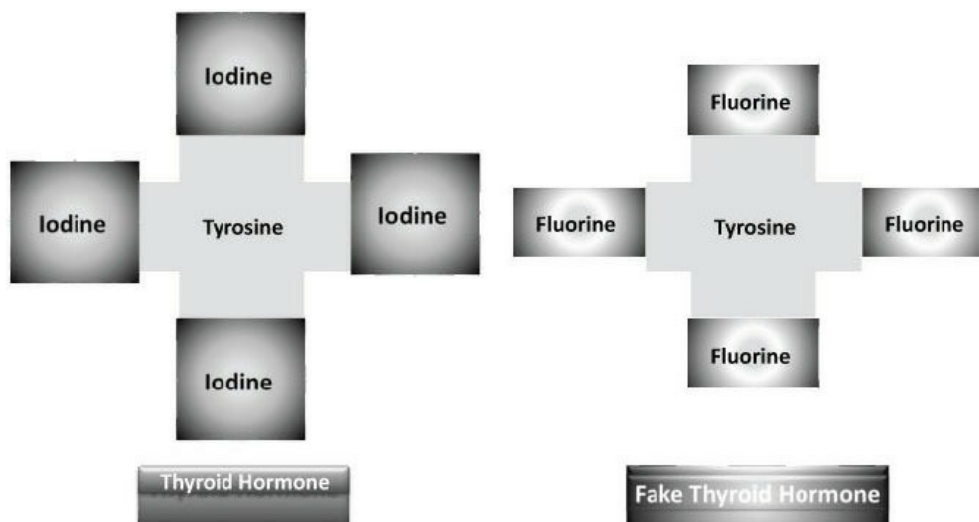 Iodine
Iodine
Tyrosine
Iodine
Iodine
Thyroid Hormone
Fluorine
Fluorine
Tyrosine
Fluorine
Fluorine
Fake Thyroid Hormone